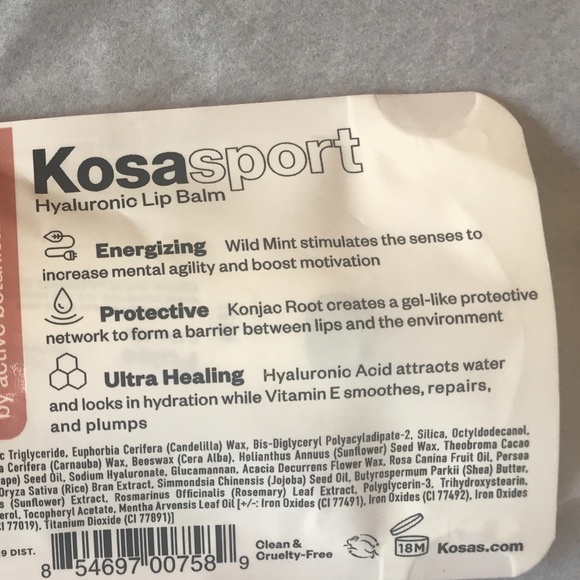 Kosasport
Hyaluronic Lip Balm
Energizing Wild Mint stimulates the senses to
increase mental agility and boost motivation
Protective Konjac Root creates a gel-like protective
network to form a barrier between lips and the environment
Ultra Healing Hyaluronic Acid attracts water
and locks in hydration while Vitamin E smoothes, repairs,
and plumps
Triglyceride, Euphorbia Cerifera (Candelilla) Wax, Bis-Diglyceryl Polyacyladipate-2, Silica, Octyldodecanol,
Cerifera (Carnauba) Wax, Beeswax (Cera Alba). Helianthus Annuus (Sunflower) Seed Wax, Theobroma Cacao
Seed Oil, Sodium Hyaluronate, Glucamannan, Acacia Decurrens Flower Wax, Rosa Canina Fruit Oil, Persea
Oryza Sativa (Rice) Bran Extract, Simmondsia Chinensis (Jojoba) Seed Oil, Butyrospermum Parkii (Shea) Butter,
(Sunflower) Extract, Rosmarinus Officinalis (Rosemary) Leaf Extract, Polyglycerin-3, Trihydroxystearin,
Tocopheryl Acetate, Mentha Arvensis Leaf Oil [+/-: Iron Oxides (CI 77491), Iron Oxides (CI 77492), Iron Oxides
77019), Titanium Dioxide (CI 77891)]
DIST.
8 54697 00758 9
Clean &
Cruelty-Free
18M
Kosas.com